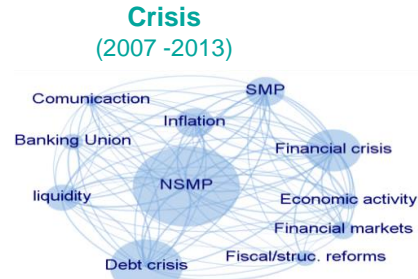 Crisis
(2007 -2013)
SMP
Comunicaction
Inflation
Banking Union
Financial crisis
NSMP
liquidity
Economic activity
Financial markets
Fiscal/struc. reforms
Debt crisis